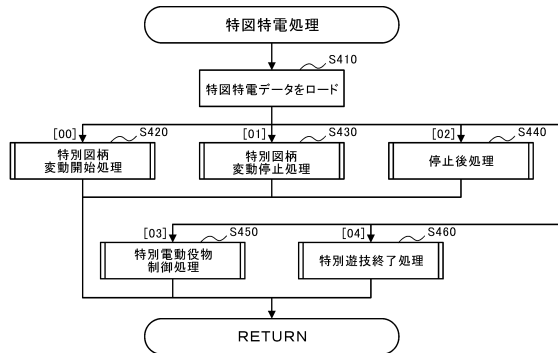 特図特電処理
S410
特図特電データをロード
[00]
S420
[01]
S430
[02]
S440
特別図柄
変動開始処理
特別図柄
変動停止処理
停止後処理
[03]
S450
[04]
S460
特別電動役物
制御処理
特別遊技終了処理
RETURN